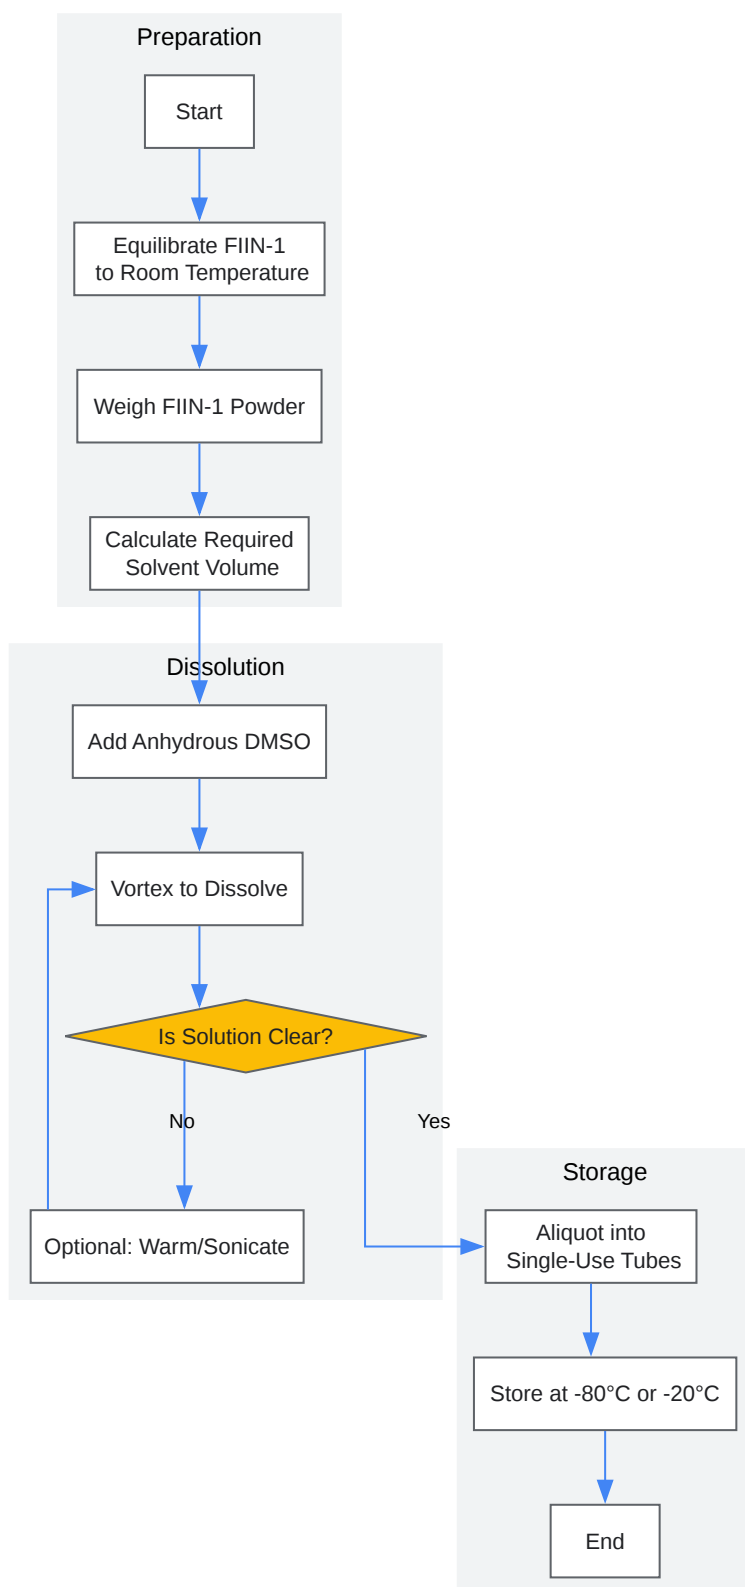 Preparation
Start
Equilibrate FIIN-1
to Room Temperature
Weigh FIIN-1 Powder
Calculate Required
Solvent Volume
Dissolution
Add Anhydrous DMSO
Vortex to Dissolve
Is Solution Clear?
No
Yes
Optional: Warm/Sonicate
Storage
Aliquot into
Single-Use Tubes
Store at -80°C or -20°C
End